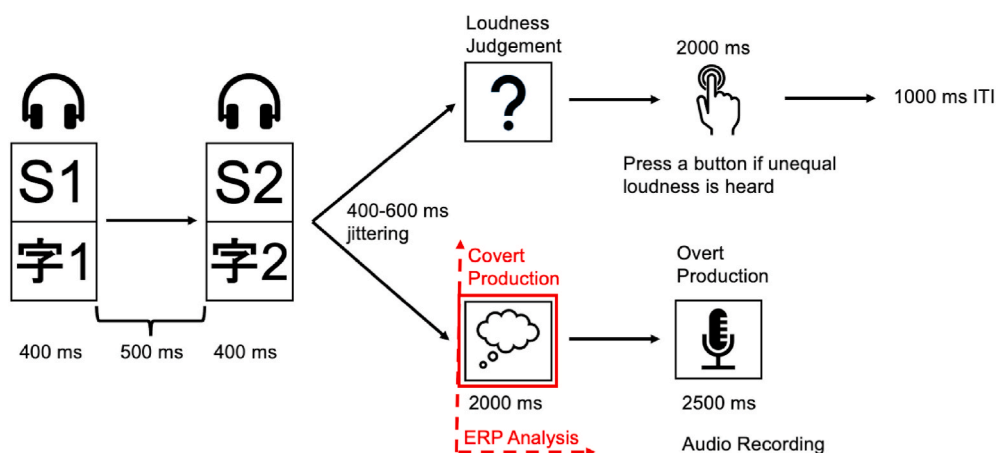 Loudness
Judgement
?
2000 ms
1000 ms ITI
Press a button if unequal
loudness is heard
S1
字1
S2
字2
400 ms
500 ms
400 ms
400-600 ms
jittering
Covert
Production
2000 ms
ERP Analysis
Overt
Production
2500 ms
Audio Recording